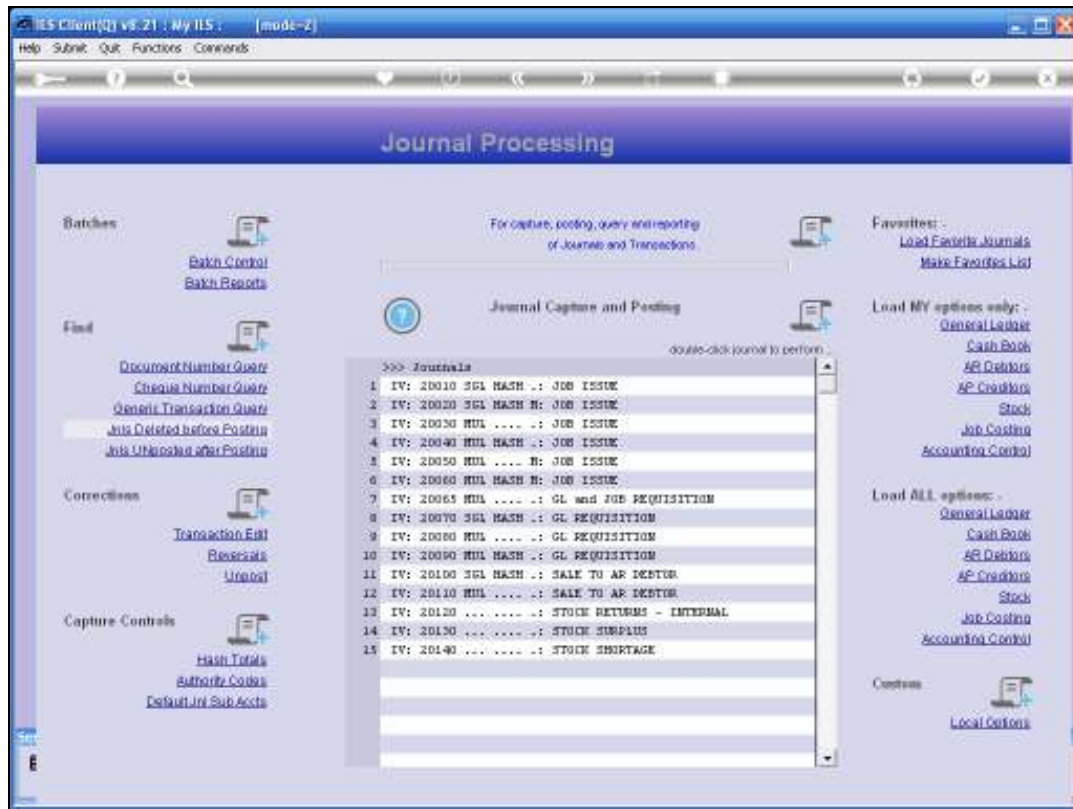 IES Client(Q) v8.21 : My IES : [mode-Z]
Help Submit Quit Functions Commands
Journal Processing
Batches
Batch Control
Batch Reports
Find
Document Number Query
Cheque Number Query
Generic Transaction Query
Jnls Deleted before Posting
Jnls UNposted after Posting
Corrections
Transaction Edit
Reversals
Unpost
Capture Controls
Hash Totals
Authority Codes
Default Jnl Sub Accts
For capture, posting, query and reporting
of Journals and Transactions
Journal Capture and Posting
double-click journal to perform ..
>>> Journals
1 IV: 20010 SGL HASH .: JOB ISSUE
2 IV: 20020 SGL HASH N: JOB ISSUE
3 IV: 20030 MUL .... .: JOB ISSUE
4 IV: 20040 MUL HASH .: JOB ISSUE
5 IV: 20050 MUL .... N: JOB ISSUE
6 IV: 20060 MUL HASH N: JOB ISSUE
7 IV: 20065 MUL .... .: GL and JOB REQUISITION
8 IV: 20070 SGL HASH .: GL REQUISITION
9 IV: 20080 MUL .... .: GL REQUISITION
10 IV: 20090 MUL HASH .: GL REQUISITION
11 IV: 20100 SGL HASH .: SALE TO AR DEBTOR
12 IV: 20110 MUL .... .: SALE TO AR DEBTOR
13 IV: 20120 ... .... .: STOCK RETURNS - INTERNAL
14 IV: 20130 ... .... .: STOCK SURPLUS
15 IV: 20140 ... .... .: STOCK SHORTAGE
Favorites: .
Load Favorite Journals
Make Favorites List
Load MY options only: .
General Ledger
Cash Book
AR Debtors
AP Creditors
Stock
Job Costing
Accounting Control
Load ALL options: .
General Ledger
Cash Book
AR Debtors
AP Creditors
Stock
Job Costing
Accounting Control
Custom
Local Options